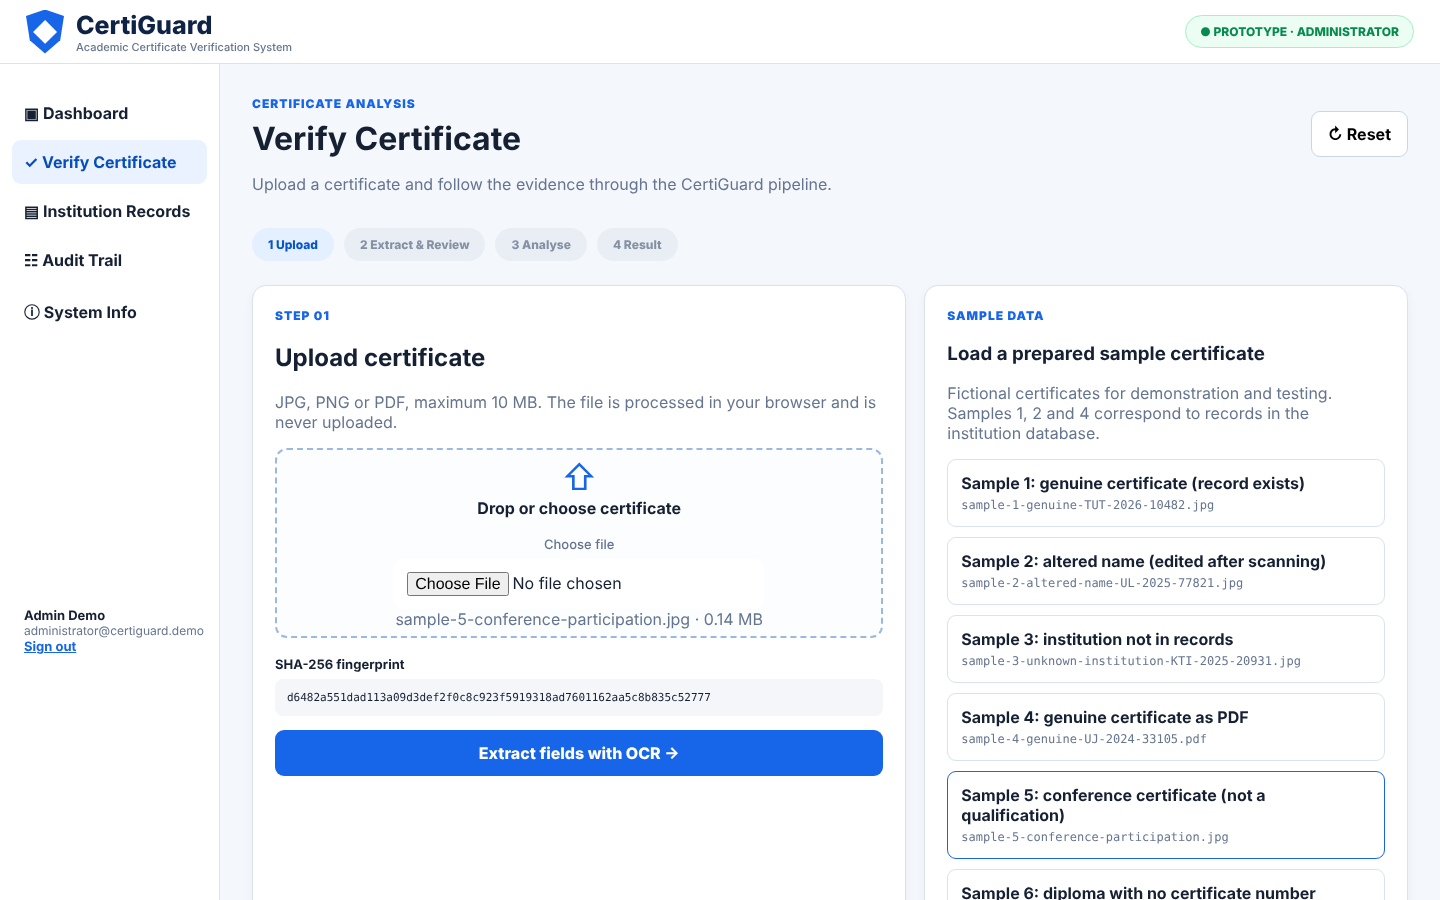 CertiGuard
Academic Certificate Verification System
PROTOTYPE · ADMINISTRATOR
Dashboard
Verify Certificate
Institution Records
Audit Trail
System Info
Admin Demo
administrator@certiguard.demo
Sign out
CERTIFICATE ANALYSIS
Verify Certificate
Upload a certificate and follow the evidence through the CertiGuard pipeline.
Reset
1 Upload
2 Extract & Review
3 Analyse
4 Result
STEP 01
Upload certificate
JPG, PNG or PDF, maximum 10 MB. The file is processed in your browser and is
never uploaded.
Drop or choose certificate
Choose file
Choose File No file chosen
sample-5-conference-participation.jpg · 0.14 MB
SHA-256 fingerprint
d6482a551dad113a09d3def2f0c8c923f5919318ad7601162aa5c8b835c52777
Extract fields with OCR →
SAMPLE DATA
Load a prepared sample certificate
Fictional certificates for demonstration and testing.
Samples 1, 2 and 4 correspond to records in the
institution database.
Sample 1: genuine certificate (record exists)
sample-1-genuine-TUT-2026-10482.jpg
Sample 2: altered name (edited after scanning)
sample-2-altered-name-UL-2025-77821.jpg
Sample 3: institution not in records
sample-3-unknown-institution-KTI-2025-20931.jpg
Sample 4: genuine certificate as PDF
sample-4-genuine-UJ-2024-33105.pdf
Sample 5: conference certificate (not a
qualification)
sample-5-conference-participation.jpg
Sample 6: diploma with no certificate number